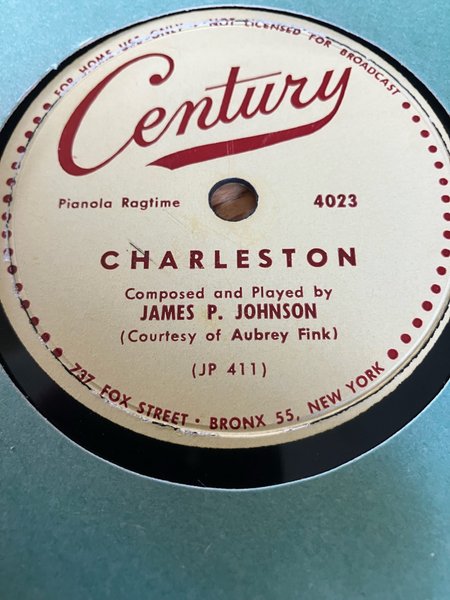 FOR HOME USE ONLY • NOT LICENSED FOR BROADCAST
Century
Pianola Ragtime 4023
CHARLESTON
Composed and Played by
JAMES P. JOHNSON
(Courtesy of Aubrey Fink)
(JP 411)
737 FOX STREET • BRONX 55, NEW YORK